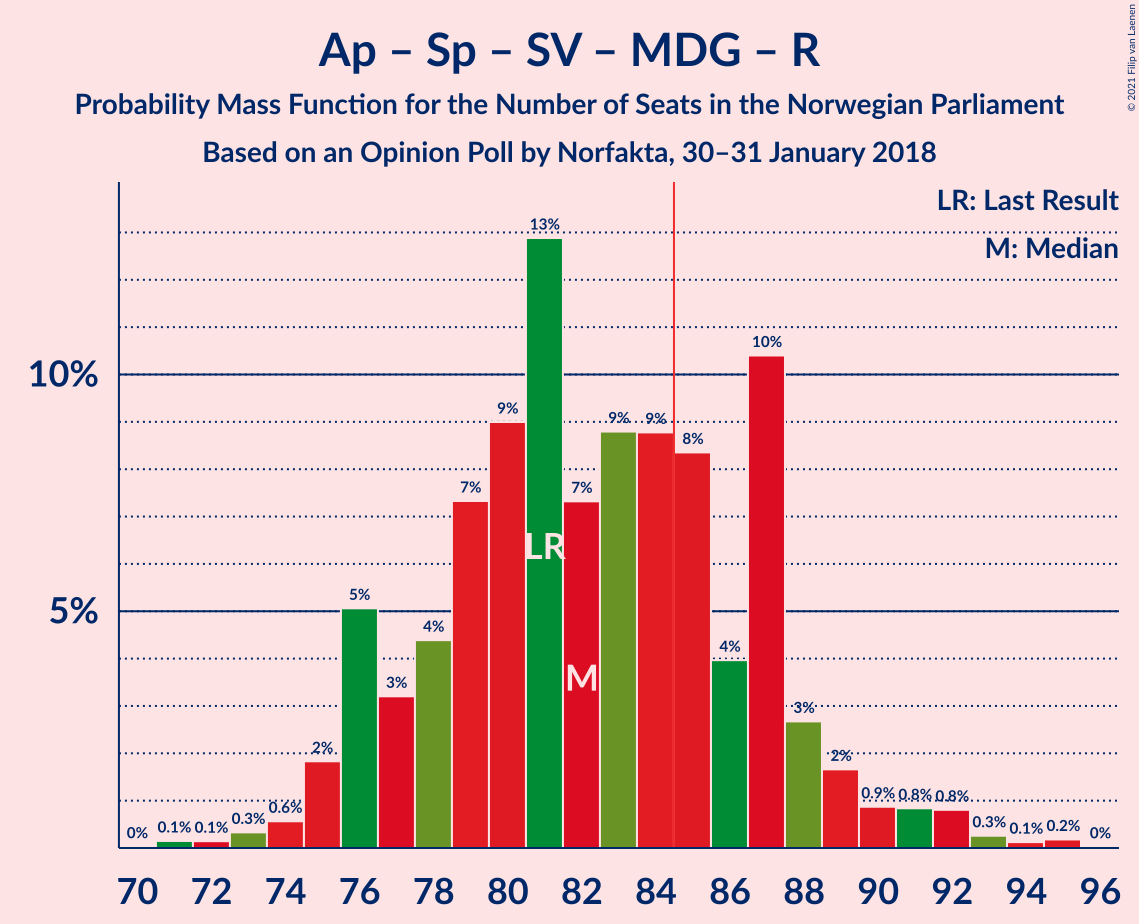 Ap – Sp – SV – MDG – R
Probability Mass Function for the Number of Seats in the Norwegian Parliament
Based on an Opinion Poll by Norfakta, 30–31 January 2018
© 2021 Filip van Laenen
LR: Last Result
M: Median
10%
5%
0% 0.1% 0.1% 0.3% 0.6% 2% 5% 3% 4% 7% 9% 13% 7% 9% 9% 8% 4% 10% 3% 2% 0.9% 0.8% 0.8% 0.3% 0.1% 0.2% 0%
LR
M
70 72 74 76 78 80 82 84 86 88 90 92 94 96